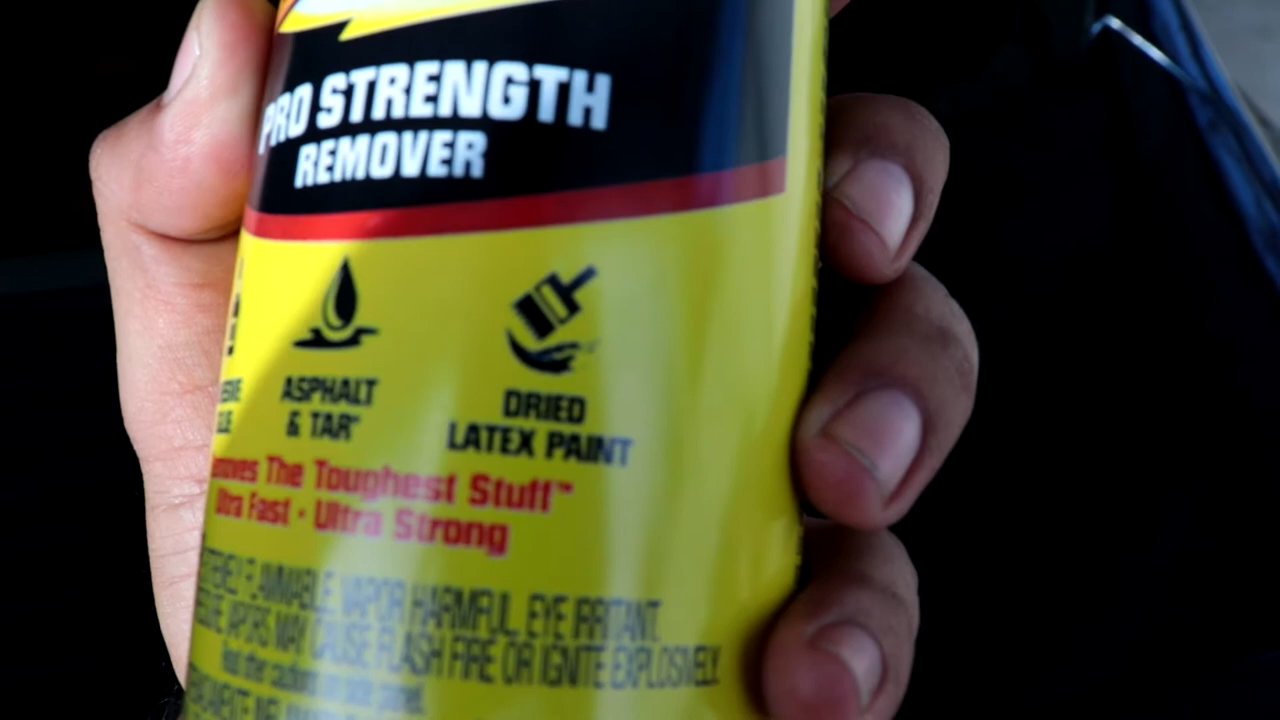 PRO STRENGTH
REMOVER
ASPHALT
& TAR*
DRIED
LATEX PAINT
The Toughest Stuff™
Ultra Fast · Ultra Strong
FLAMMABLE. VAPOR HARMFUL. EYE IRRITANT.
VAPORS MAY CAUSE FLASH FIRE OR IGNITE EXPLOSIVELY.